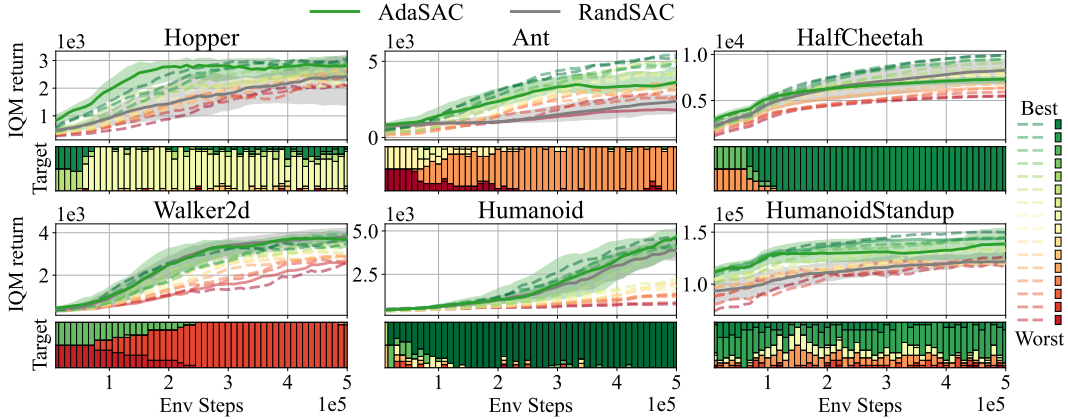 AdaSAC RandSAC
1e3 Hopper Ant HalfCheetah
1e3 1e4
IQM return
3
2
1
5
0
1.0
0.5
Best
Target
Walker2d Humanoid HumanoidStandup
1e3 1e3 1e5
IQM return
4
2
5.0
2.5
1.5
1.0
Worst
Target
1 2 3 4 5 1 2 3 4 5 1 2 3 4 5
Env Steps 1e5 Env Steps 1e5 Env Steps 1e5